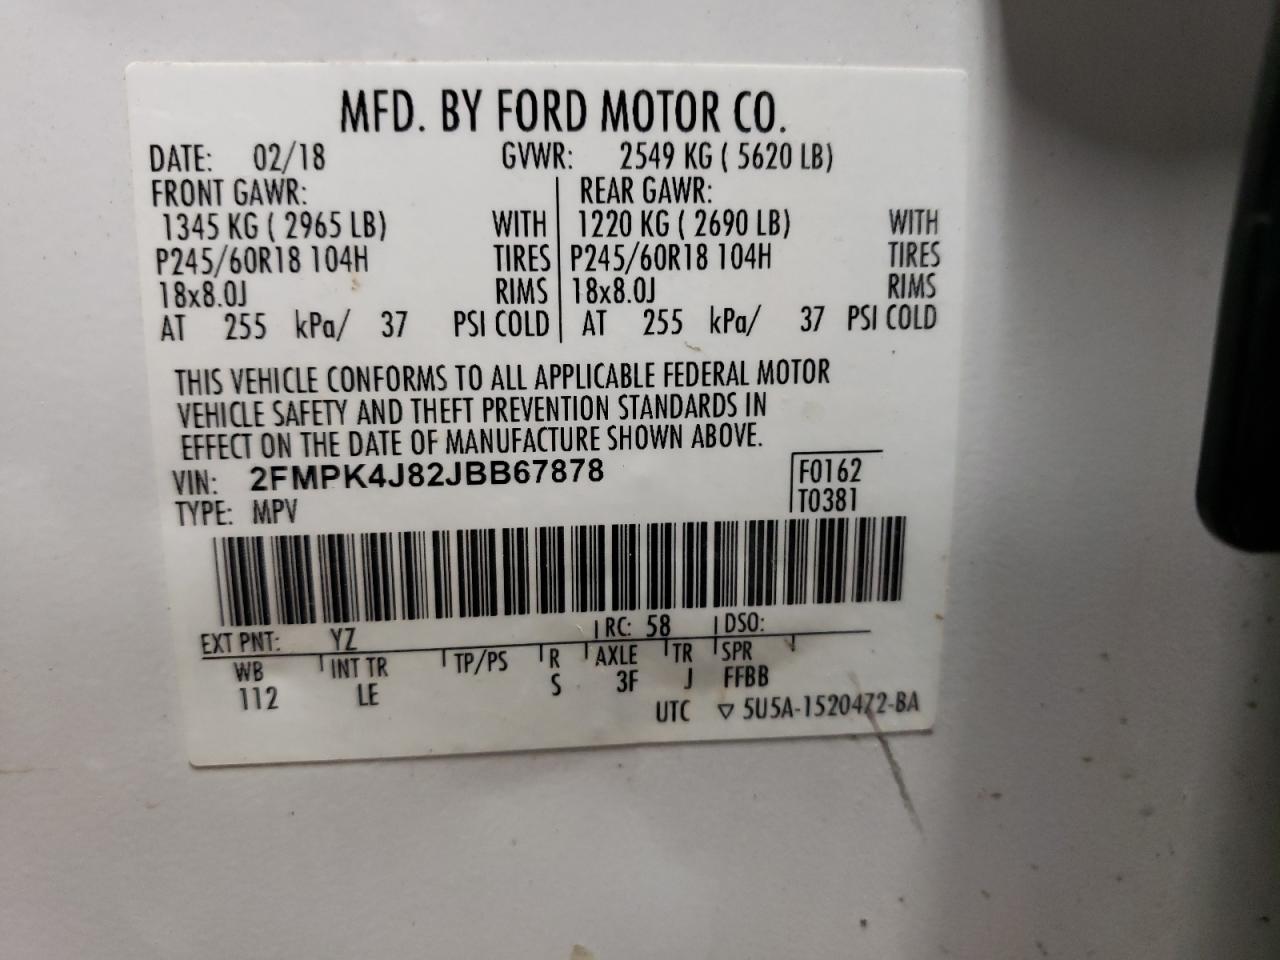 MFD. BY FORD MOTOR CO.
DATE: 02/18 GVWR: 2549 KG ( 5620 LB)
FRONT GAWR: REAR GAWR:
1345 KG ( 2965 LB) WITH 1220 KG ( 2690 LB) WITH
P245/60R18 104H TIRES P245/60R18 104H TIRES
18x8.0J RIMS 18x8.0J RIMS
AT 255 kPa/ 37 PSI COLD AT 255 kPa/ 37 PSI COLD
THIS VEHICLE CONFORMS TO ALL APPLICABLE FEDERAL MOTOR
VEHICLE SAFETY AND THEFT PREVENTION STANDARDS IN
EFFECT ON THE DATE OF MANUFACTURE SHOWN ABOVE.
VIN: 2FMPK4J82JBB67878 F0162
TYPE: MPV T0381
EXT PNT: YZ RC: 58 DSO:
WB INT TR TP/PS R AXLE TR SPR
112 LE S 3F J FFBB
UTC ▽ 5U5A-1520472-BA